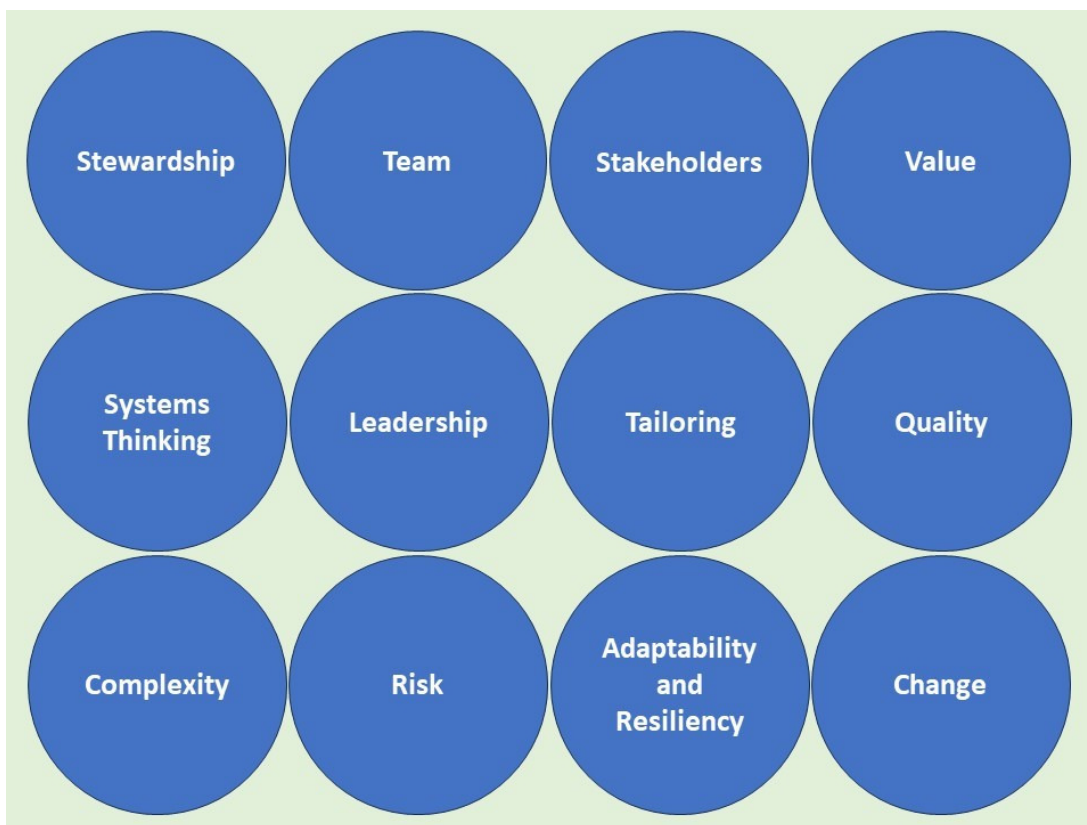 Stewardship
Team
Stakeholders
Value
Systems
Thinking
Leadership
Tailoring
Quality
Complexity
Risk
Adaptability
and
Resiliency
Change